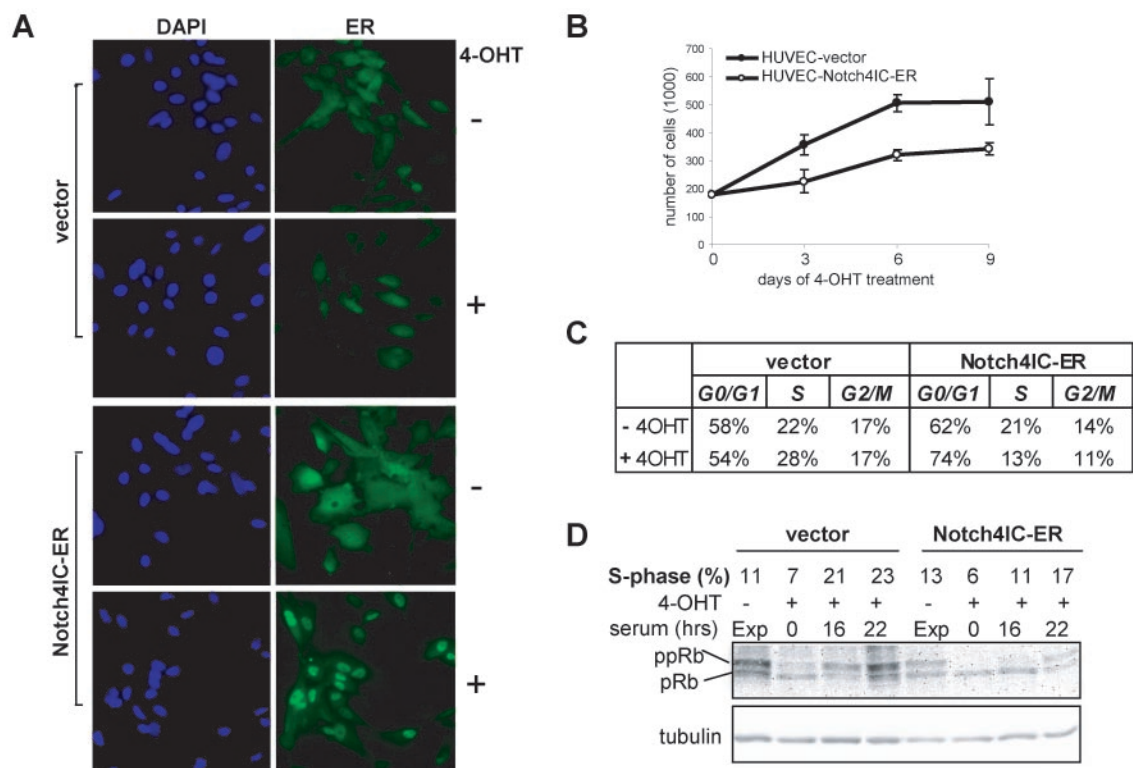 A
DAPI ER
4-OHT
vector
-
+
Notch4IC-ER
-
+
B
HUVEC-vector
HUVEC-Notch4IC-ER
number of cells (1000)
700
600
500
400
300
200
100
0
0 3 6 9
days of 4-OHT treatment
C
vector Notch4IC-ER
G0/G1 S G2/M G0/G1 S G2/M
- 4OHT 58% 22% 17% 62% 21% 14%
+ 4OHT 54% 28% 17% 74% 13% 11%
D
vector Notch4IC-ER
S-phase (%) 11 7 21 23 13 6 11 17
4-OHT - + + + - + + +
serum (hrs) Exp 0 16 22 Exp 0 16 22
ppRb
pRb
tubulin